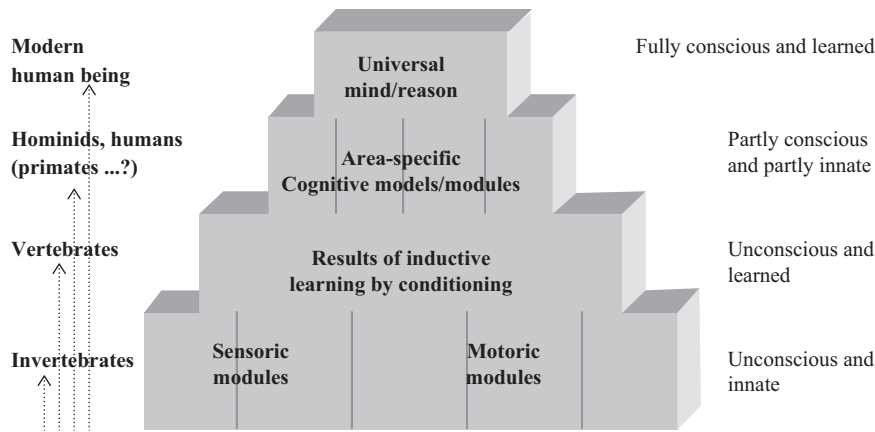 Modern
human being
Universal
mind/reason
Fully conscious and learned
Hominids, humans
(primates ...?)
Area-specific
Cognitive models/modules
Partly conscious
and partly innate
Vertebrates
Results of inductive
learning by conditioning
Unconscious and
learned
Invertebrates
Sensoric
modules
Motoric
modules
Unconscious and
innate